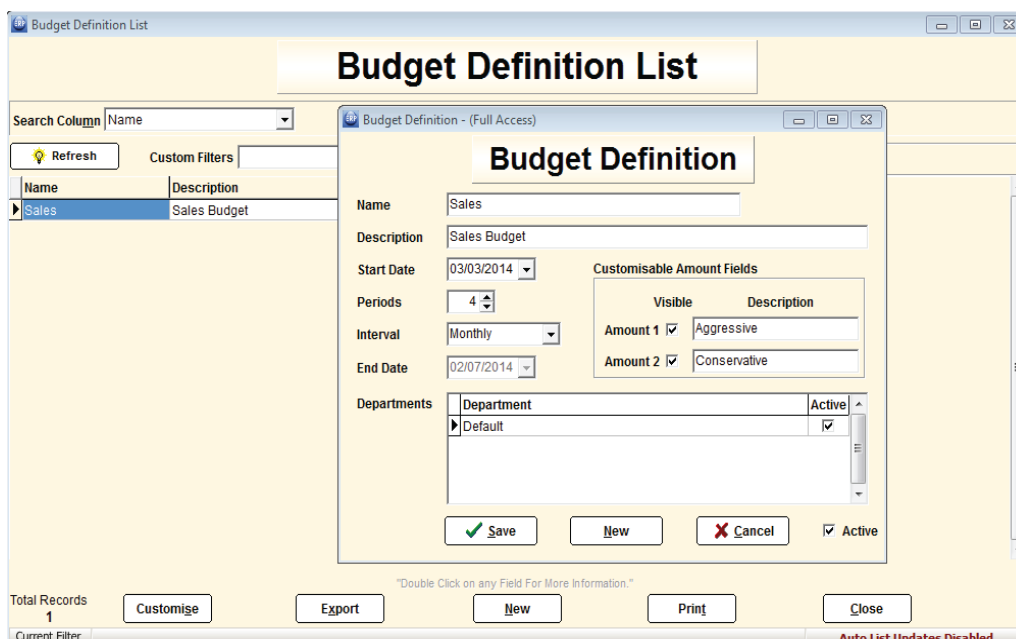 ERP Budget Definition List
Budget Definition List
Search Column Name
Refresh Custom Filters
Name Description
Sales Sales Budget
ERP Budget Definition - (Full Access)
Budget Definition
Name Sales
Description Sales Budget
Start Date 03/03/2014 Customisable Amount Fields
Periods 4 Visible Description
Amount 1 Aggressive
Interval Monthly
Amount 2 Conservative
End Date 02/07/2014
Departments Department Active
Default
Save New Cancel Active
"Double Click on any Field For More Information."
Total Records
1
Customise Export New Print Close
Current Filter Auto List Updates Disabled